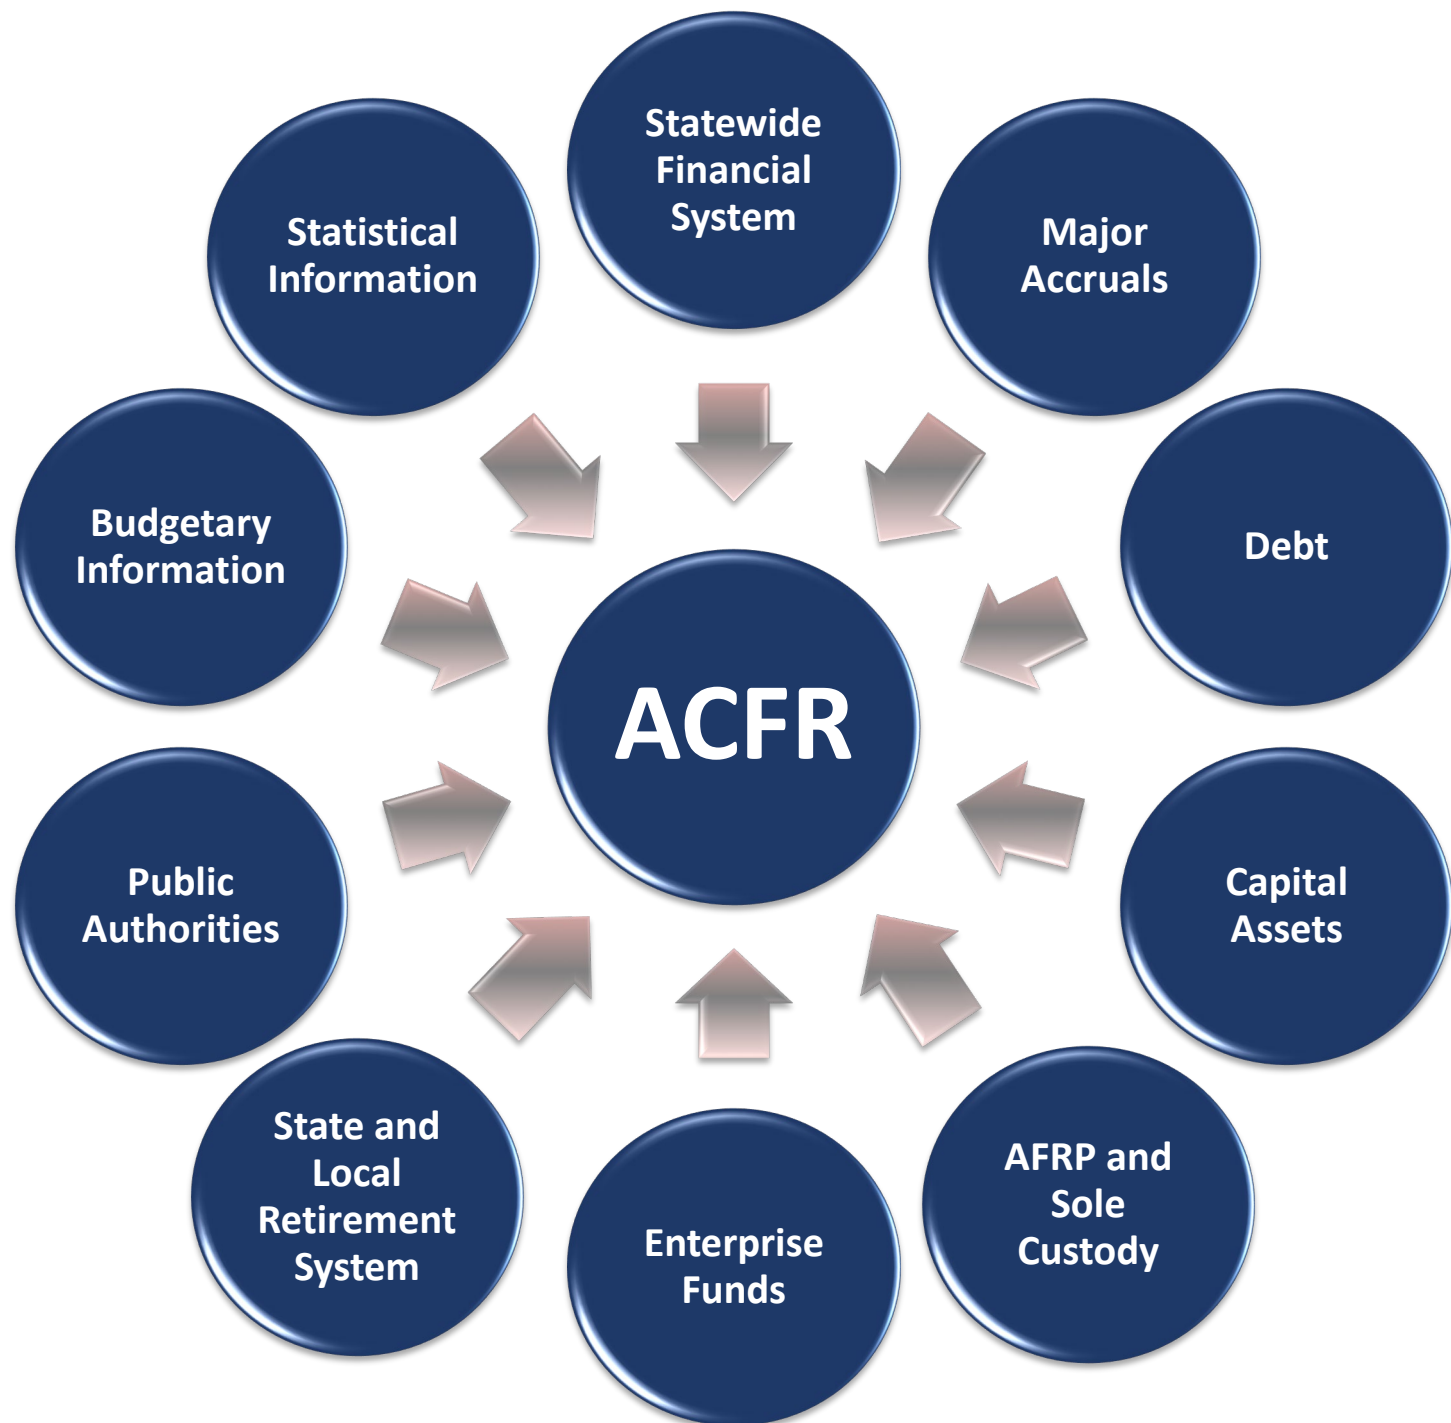 Statewide
Financial
System
Major
Accruals
Debt
Capital
Assets
AFRP and
Sole
Custody
Enterprise
Funds
State and
Local
Retirement
System
Public
Authorities
Budgetary
Information
Statistical
Information
ACFR